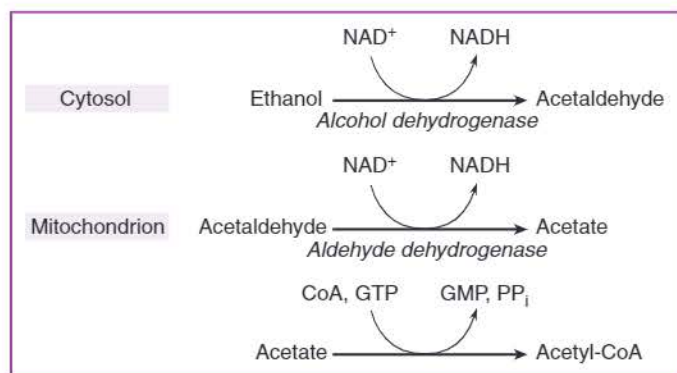 NAD⁺ NADH
Cytosol Ethanol Acetaldehyde
Alcohol dehydrogenase
NAD⁺ NADH
Mitochondrion Acetaldehyde Acetate
Aldehyde dehydrogenase
CoA, GTP GMP, PPᵢ
Acetate Acetyl-CoA